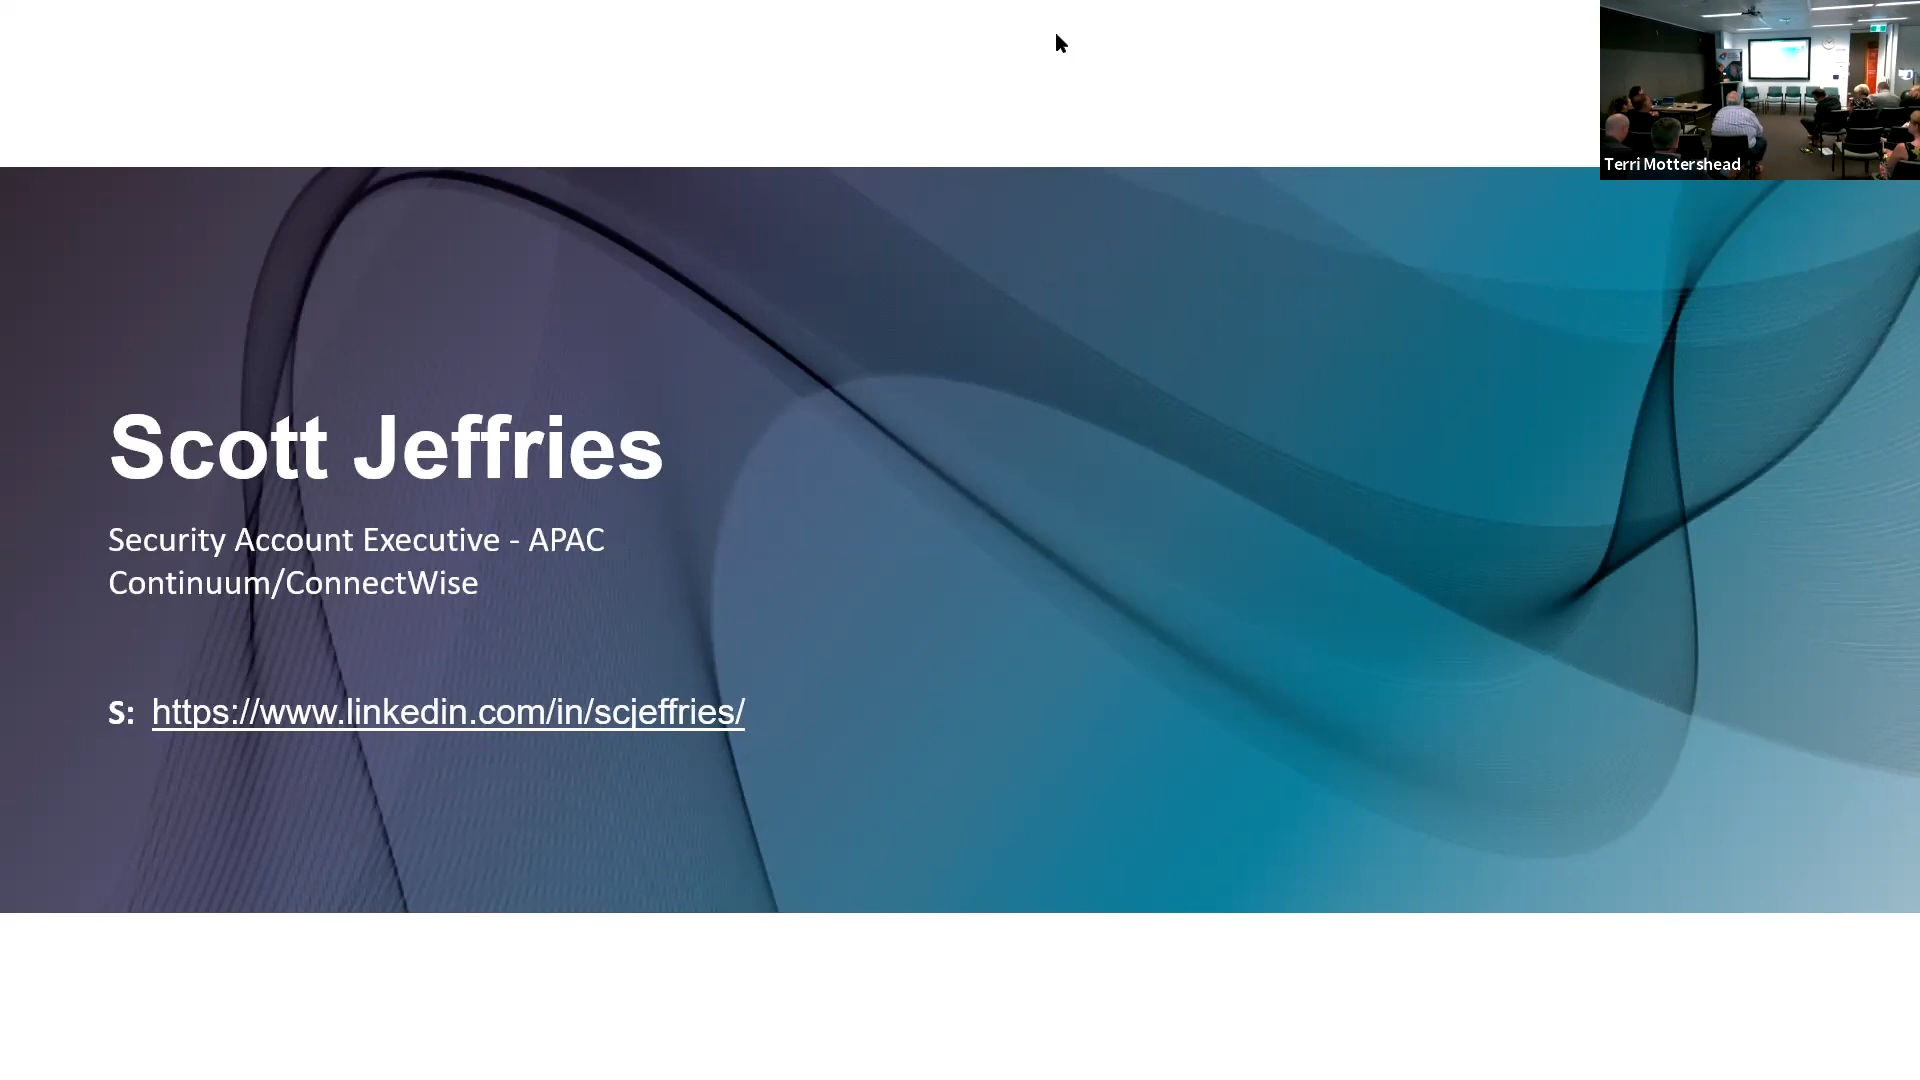 Terri Mottershead
Scott Jeffries
Security Account Executive - APAC
Continuum/ConnectWise
S: https://www.linkedin.com/in/scjeffries/